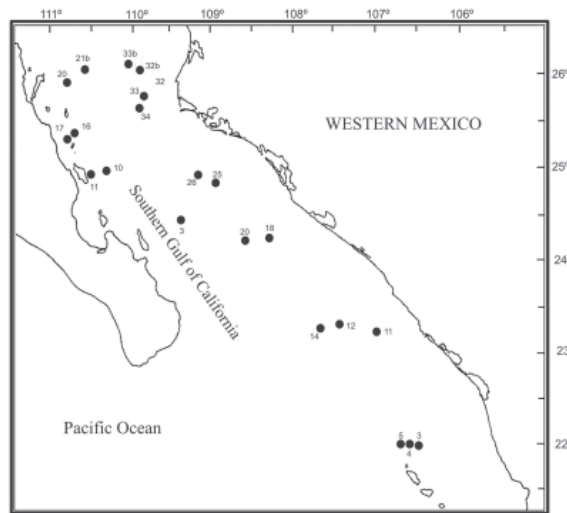 111° 110° 109° 108° 107° 106°
33b
21b 32b
20 32 26°
33
34
WESTERN MEXICO
17 16
10
11 26 25
Southern Gulf of California
3 20 18
24°
14 12 11
23°
Pacific Ocean
5 3 22°
4